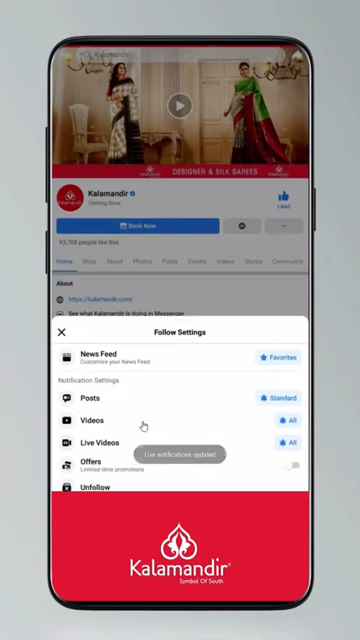 Kalamandir
DESIGNER & SILK SAREES
Kalamandir
Clothing Store
Liked
Book Now
93,708 people like this
Home Shop About Photos Posts Events Videos Stores Community
About
https://kalamandir.com/
See what Kalamandir is doing in Messenger
Follow Settings
News Feed
Customize your News Feed
Favorites
Notification Settings
Posts
Standard
Videos
All
Live Videos
All
Live notifications updated
Offers
Limited time promotions
Unfollow
Kalamandir
Symbol Of South